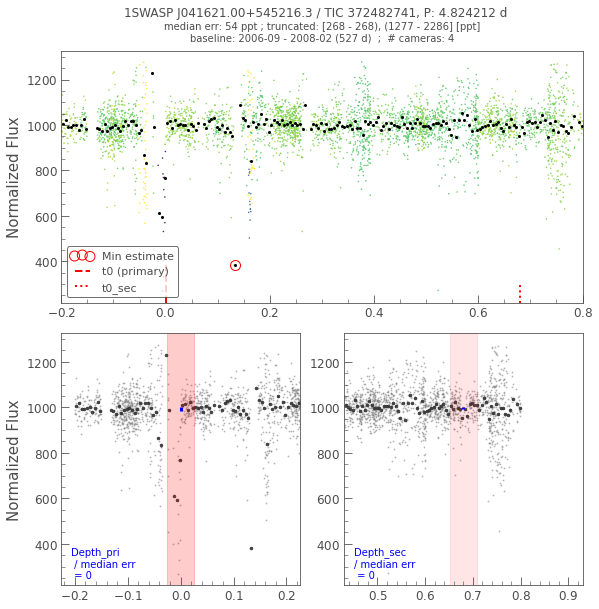 1SWASP J041621.00+545216.3 / TIC 372482741, P: 4.824212 d
median err: 54 ppt ; truncated: [268 - 268), (1277 - 2286] [ppt]
baseline: 2006-09 - 2008-02 (527 d)  ;  # cameras: 4
Normalized Flux
1200
1000
800
600
400
Min estimate
t0 (primary)
t0_sec
−0.2 0.0 0.2 0.4 0.6 0.8
Normalized Flux
1200
1000
800
600
400
Depth_pri
/ median err
= 0
−0.2 −0.1 0.0 0.1 0.2
1200
1000
800
600
400
Depth_sec
/ median err
= 0
0.5 0.6 0.7 0.8 0.9